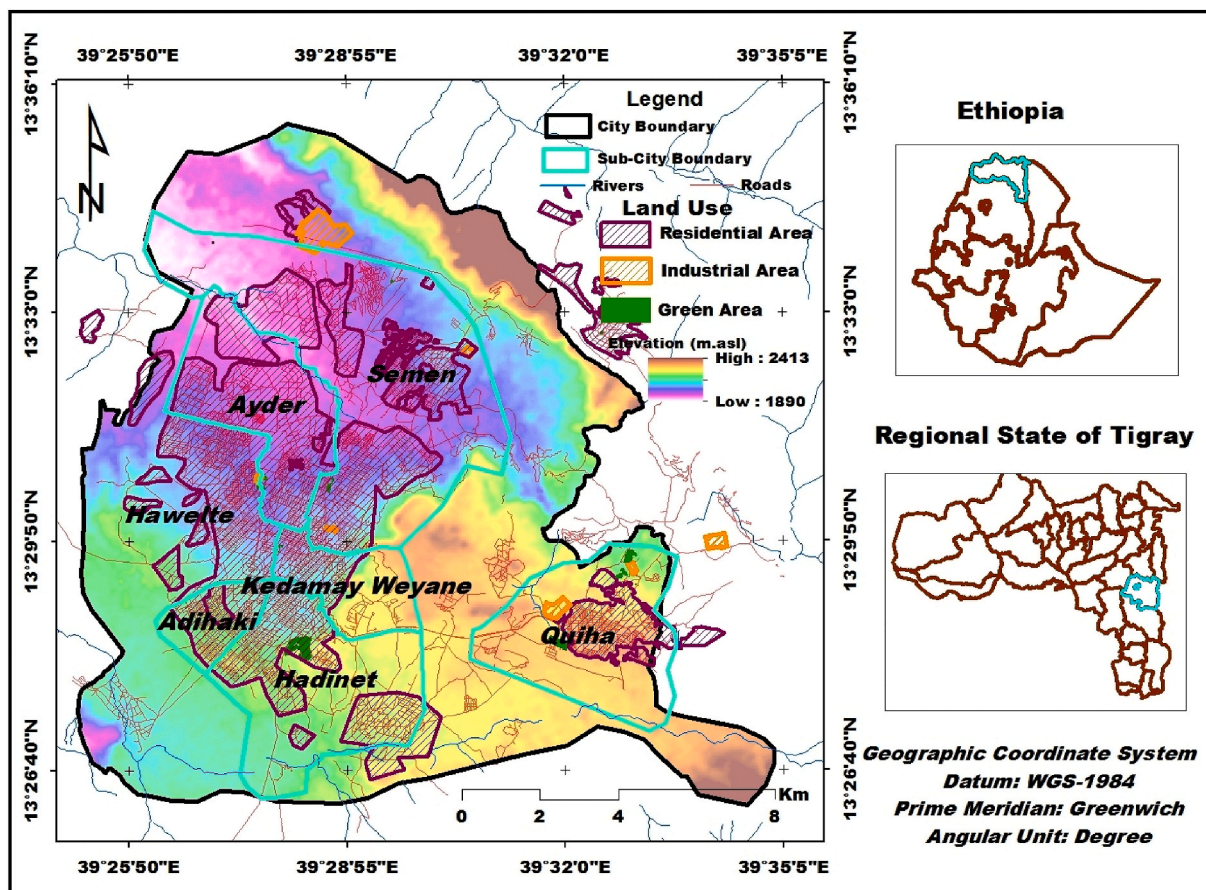 39°25'50"E 39°28'55"E 39°32'0"E 39°35'5"E
13°36'10"N
13°33'0"N
13°29'50"N
13°26'40"N
N
Legend
City Boundary
Sub-City Boundary
Rivers Roads
Land Use
Residential Area
Industrial Area
Green Area
Elevation (m.asl)
High : 2413
Low : 1890
Semen
Ayder
Hawelte
Kedamay Weyane
Adihaki
Quiha
Hadinet
Km
0 2 4 8
13°36'10"N
13°33'0"N
13°29'50"N
13°26'40"N
39°25'50"E 39°28'55"E 39°32'0"E 39°35'5"E
Ethiopia
Regional State of Tigray
Geographic Coordinate System
Datum: WGS-1984
Prime Meridian: Greenwich
Angular Unit: Degree